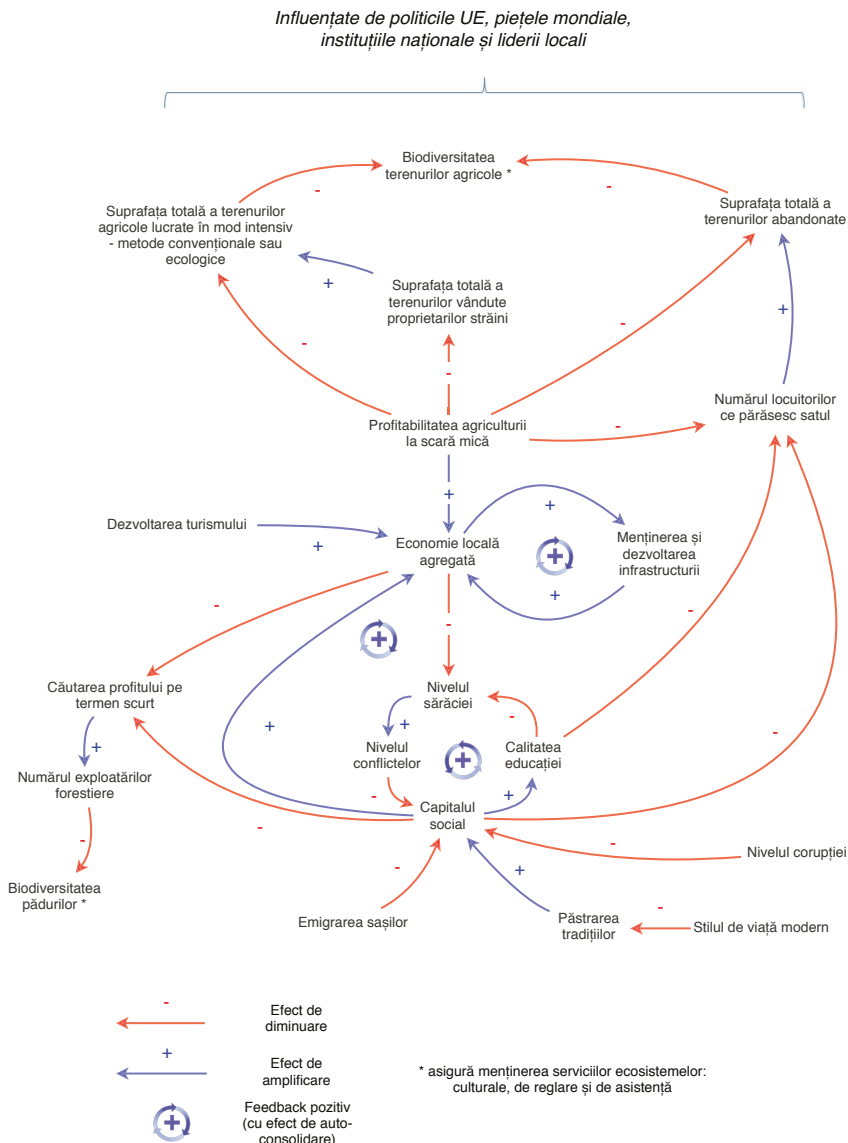 Influențate de politicile UE, piețele mondiale,
instituțiile naționale și liderii locali
Biodiversitatea
terenurilor agricole *
-
-
Suprafața totală a terenurilor
agricole lucrate în mod intensiv
- metode convenționale sau
ecologice
Suprafața totală a
terenurilor abandonate
+
Suprafața totală a
terenurilor vândute
proprietarilor străini
+
-
-
-
Numărul locuitorilor
ce părăsesc satul
Profitabilitatea agriculturii
la scară mică
-
+
+
Dezvoltarea turismului
+
Economie locală
agregată
Menținerea și
dezvoltarea
infrastructurii
+
-
-
-
Căutarea profitului pe
termen scurt
Nivelul
sărăciei
-
+
+
-
+
Nivelul
conflictelor
Calitatea
educației
Numărul exploatărilor
forestiere
-
+
Capitalul
social
-
-
-
Nivelul corupției
-
+
Biodiversitatea
pădurilor *
Emigrarea sașilor
Păstrarea
tradițiilor
-
Stilul de viață modern
-
Efect de
diminuare
+
Efect de
amplificare
* asigură menținerea serviciilor ecosistemelor:
culturale, de reglare și de asistență
Feedback pozitiv
(cu efect de auto-
consolidare)